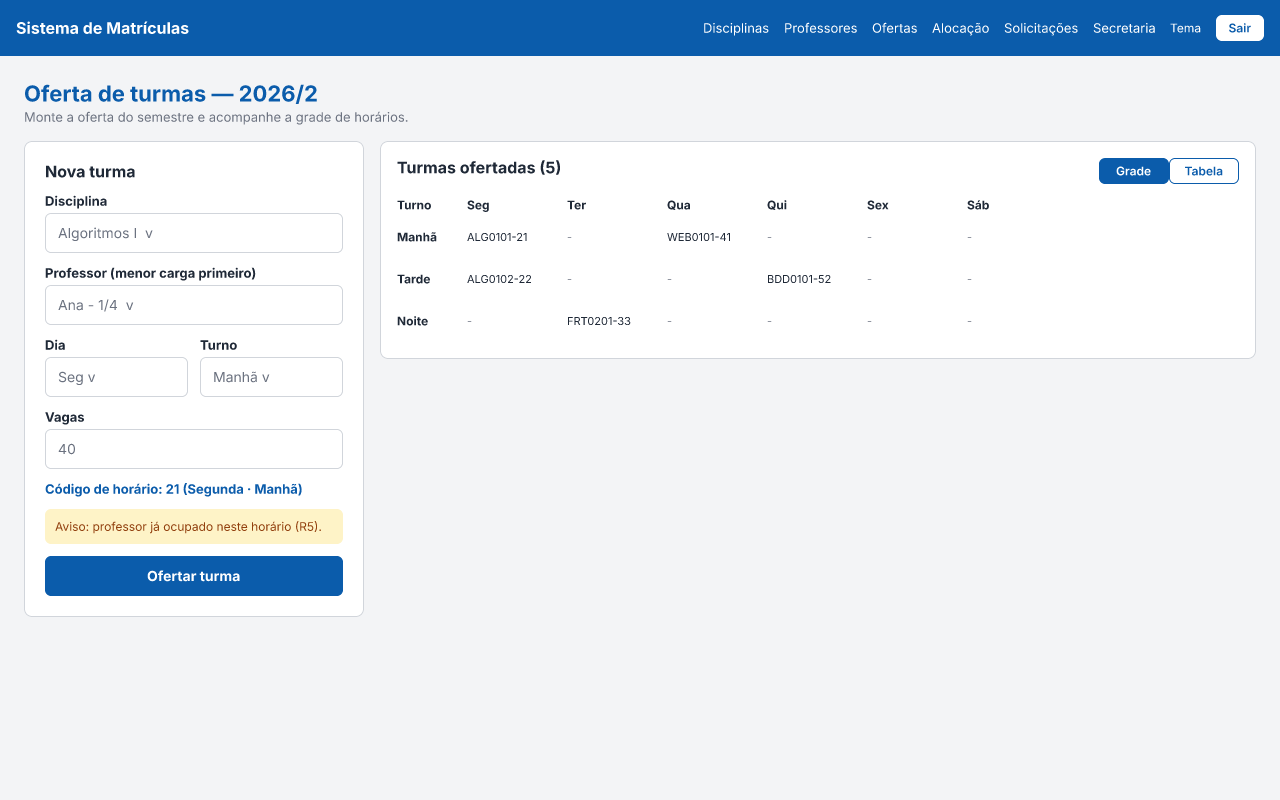 Sistema de Matrículas
Disciplinas Professores Ofertas Alocação Solicitações Secretaria Tema Sair
Oferta de turmas — 2026/2
Monte a oferta do semestre e acompanhe a grade de horários.
Nova turma
Disciplina
Algoritmos I v
Professor (menor carga primeiro)
Ana - 1/4 v
Dia Turno
Seg v Manhã v
Vagas
40
Código de horário: 21 (Segunda · Manhã)
Aviso: professor já ocupado neste horário (R5).
Ofertar turma
Turmas ofertadas (5)
Grade Tabela
Turno Seg Ter Qua Qui Sex Sáb
Manhã ALG0101-21 - WEB0101-41 - - -
Tarde ALG0102-22 - - BDD0101-52 - -
Noite - FRT0201-33 - - - -